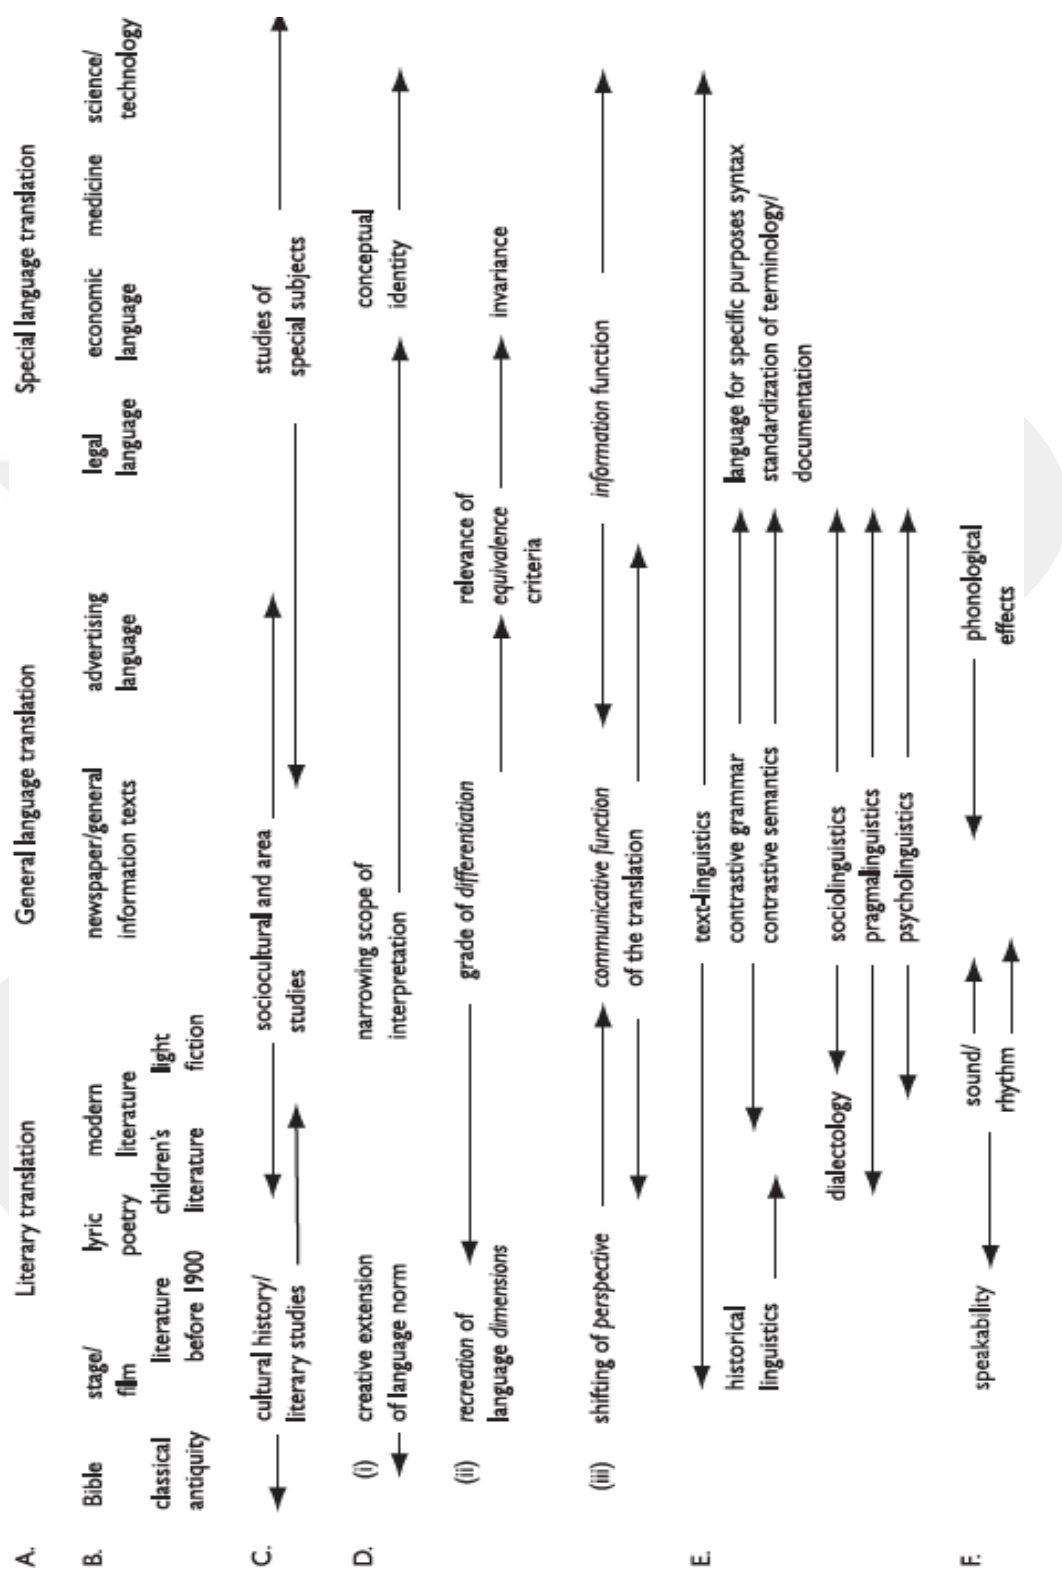 A.
Literary translation
General language translation
Special language translation
B.
Bible
classical
antiquity
stage/
film
literature
before 1900
lyric
poetry
children's
literature
modern
literature
light
fiction
newspaper/general
information texts
advertising
language
legal
language
economic
language
medicine
science/
technology
C.
cultural history/
literary studies
sociocultural and area
studies
studies of
special subjects
D.
(i)
creative extension
of language norm
narrowing scope of
interpretation
conceptual
identity
(ii)
recreation of
language dimensions
grade of differentiation
relevance of
equivalence
criteria
invariance
(iii)
shifting of perspective
communicative function
of the translation
information function
E.
text-linguistics
historical
linguistics
contrastive grammar
contrastive semantics
language for specific purposes syntax
standardization of terminology/
documentation
dialectology
sociolinguistics
pragmalinguistics
psycholinguistics
F.
speakability
sound/
rhythm
phonological
effects